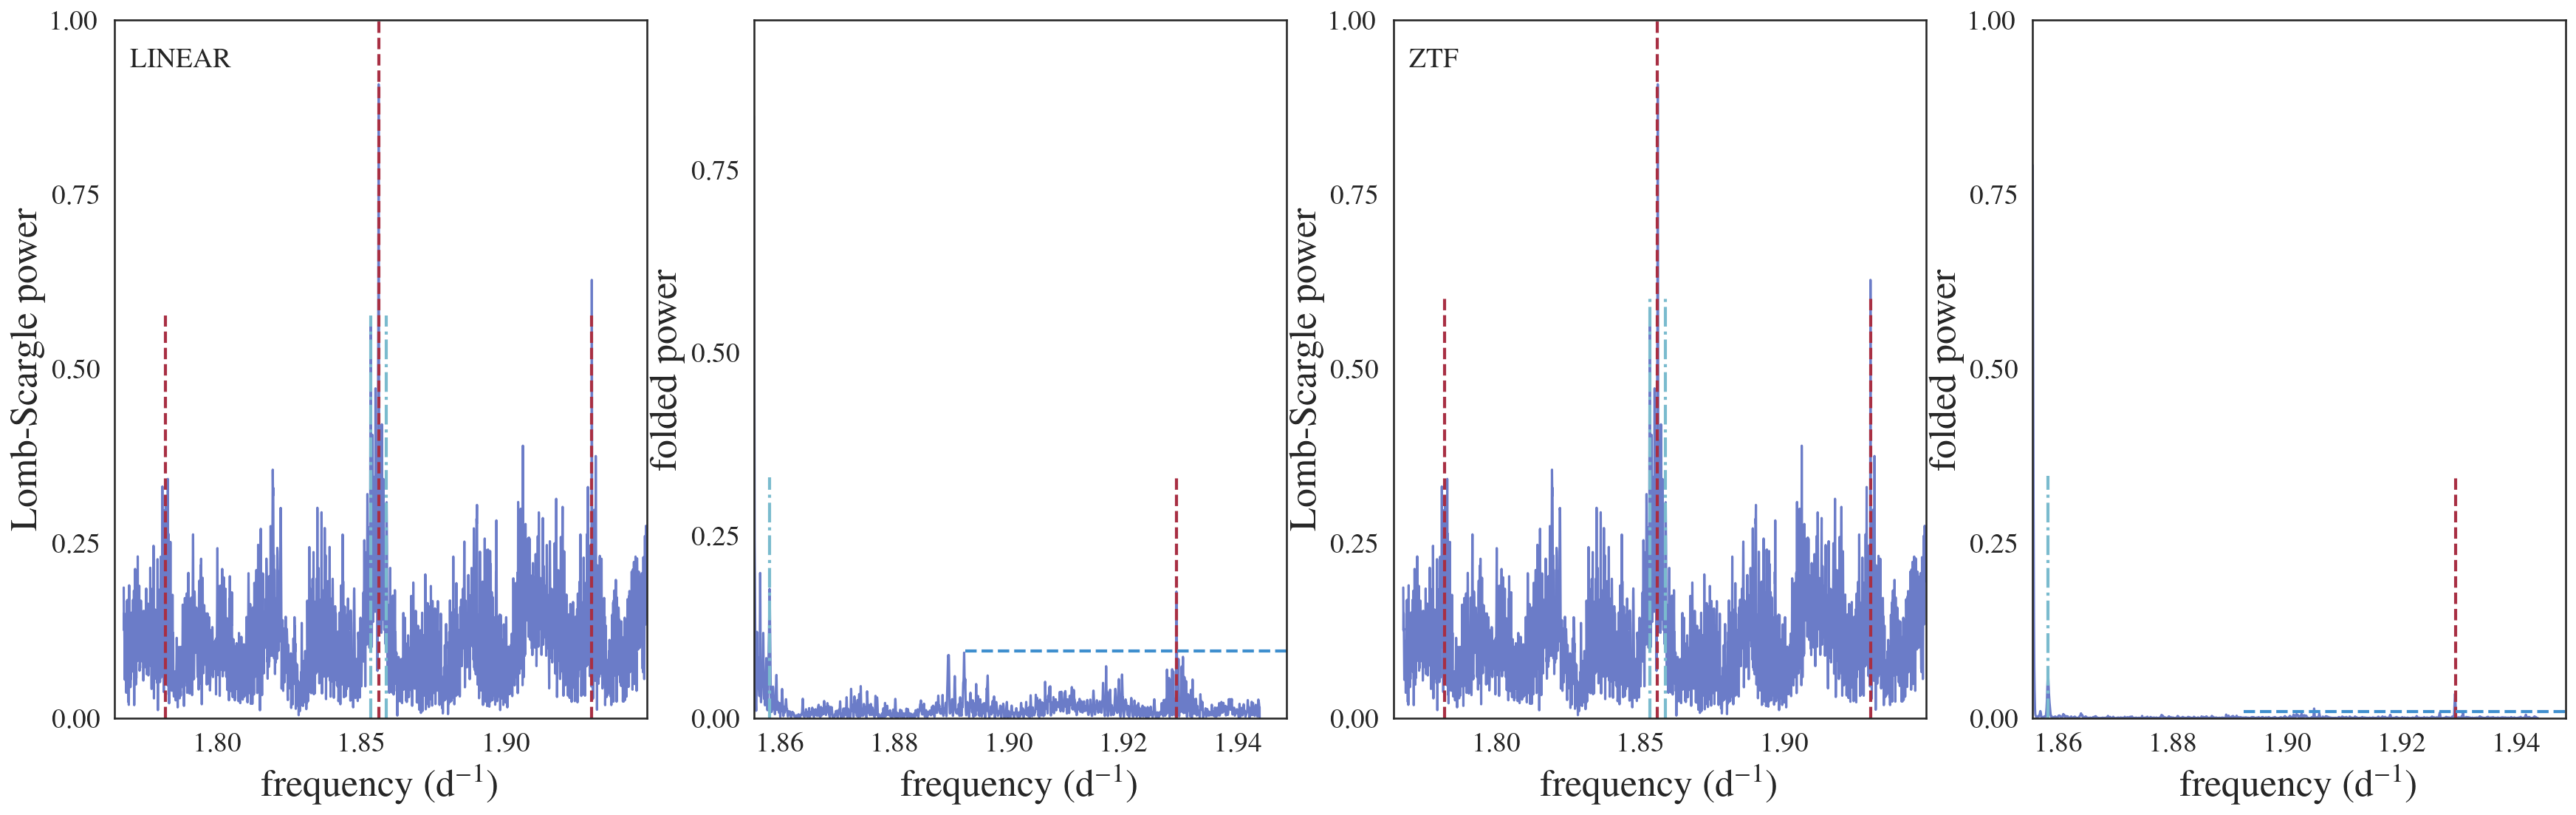 LINEAR
Lomb-Scargle power
1.00
0.75
0.50
0.25
0.00
1.80 1.85 1.90
frequency (d⁻¹)
folded power
0.75
0.50
0.25
0.00
1.86 1.88 1.90 1.92 1.94
frequency (d⁻¹)
ZTF
Lomb-Scargle power
1.00
0.75
0.50
0.25
0.00
1.80 1.85 1.90
frequency (d⁻¹)
folded power
1.00
0.75
0.50
0.25
0.00
1.86 1.88 1.90 1.92 1.94
frequency (d⁻¹)